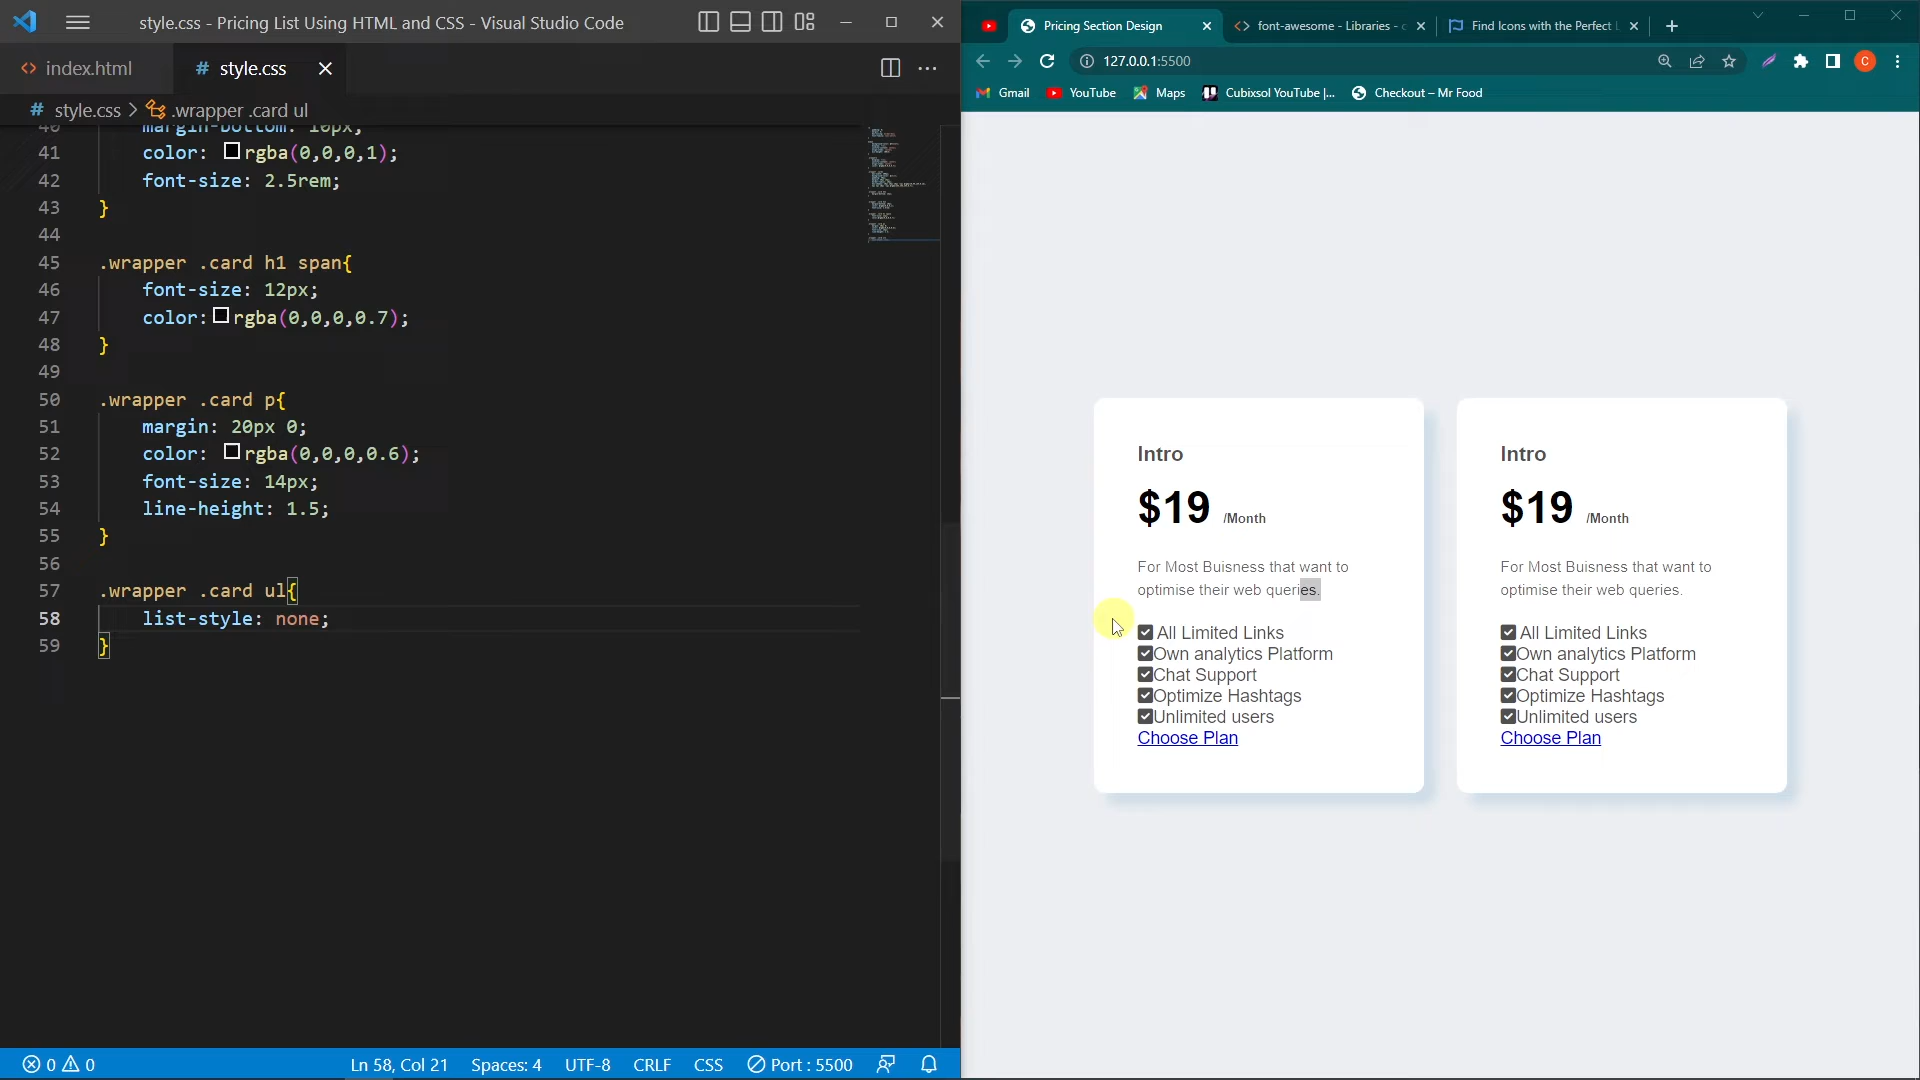 style.css - Pricing List Using HTML and CSS - Visual Studio Code
index.html
# style.css
# style.css > .wrapper .card ul
40 margin-bottom: 10px;
41 color: rgba(0,0,0,1);
42 font-size: 2.5rem;
43 }
44
45 .wrapper .card h1 span{
46 font-size: 12px;
47 color:rgba(0,0,0,0.7);
48 }
49
50 .wrapper .card p{
51 margin: 20px 0;
52 color: rgba(0,0,0,0.6);
53 font-size: 14px;
54 line-height: 1.5;
55 }
56
57 .wrapper .card ul{
58 list-style: none;
59 }
0 0
Ln 58, Col 21
Spaces: 4
UTF-8
CRLF
CSS
Port : 5500
Pricing Section Design
font-awesome - Libraries - c
Find Icons with the Perfect L
127.0.0.1:5500
C
Gmail
YouTube
Maps
Cubixsol YouTube |...
Checkout – Mr Food
Intro
$19 /Month
For Most Buisness that want to
optimise their web queries.
All Limited Links
Own analytics Platform
Chat Support
Optimize Hashtags
Unlimited users
Choose Plan
Intro
$19 /Month
For Most Buisness that want to
optimise their web queries.
All Limited Links
Own analytics Platform
Chat Support
Optimize Hashtags
Unlimited users
Choose Plan